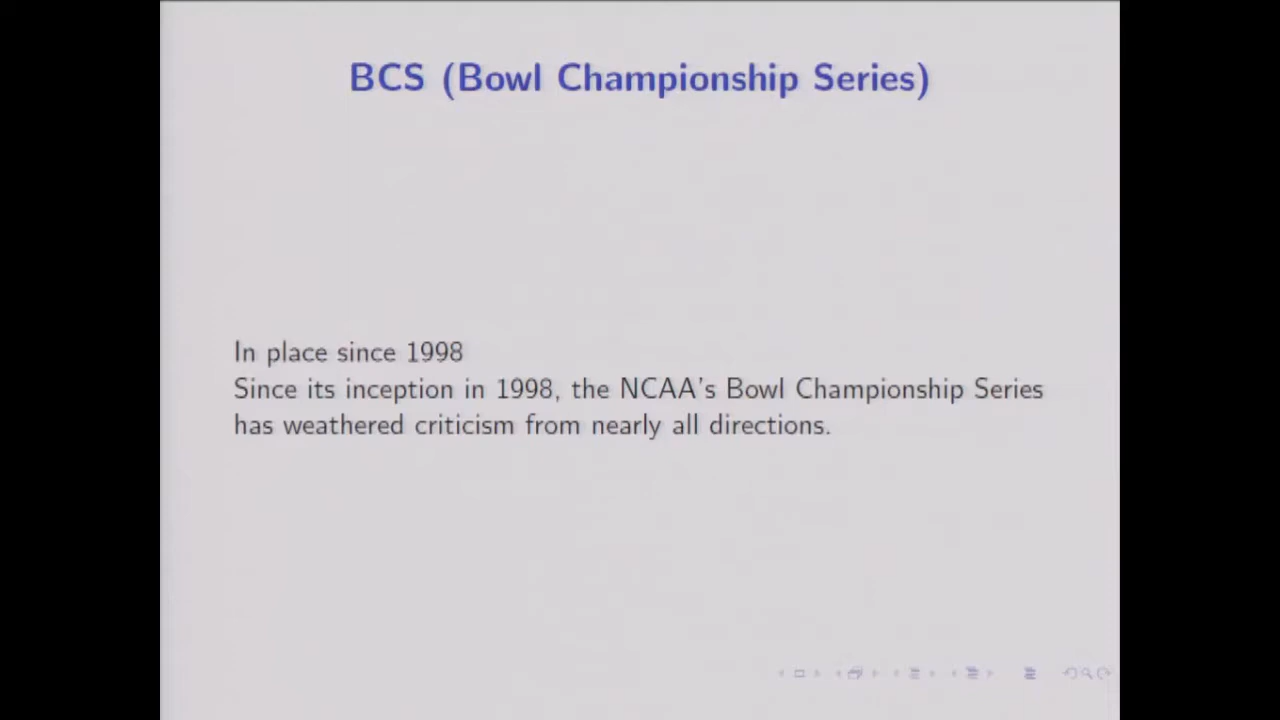 BCS (Bowl Championship Series)
In place since 1998
Since its inception in 1998, the NCAA's Bowl Championship Series
has weathered criticism from nearly all directions.